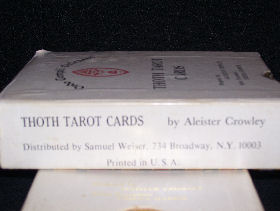 THOTH TAROT
CARDS
THOTH TAROT CARDS by Aleister Crowley
Distributed by Samuel Weiser, 734 Broadway, N.Y. 10003
Printed in U.S.A.